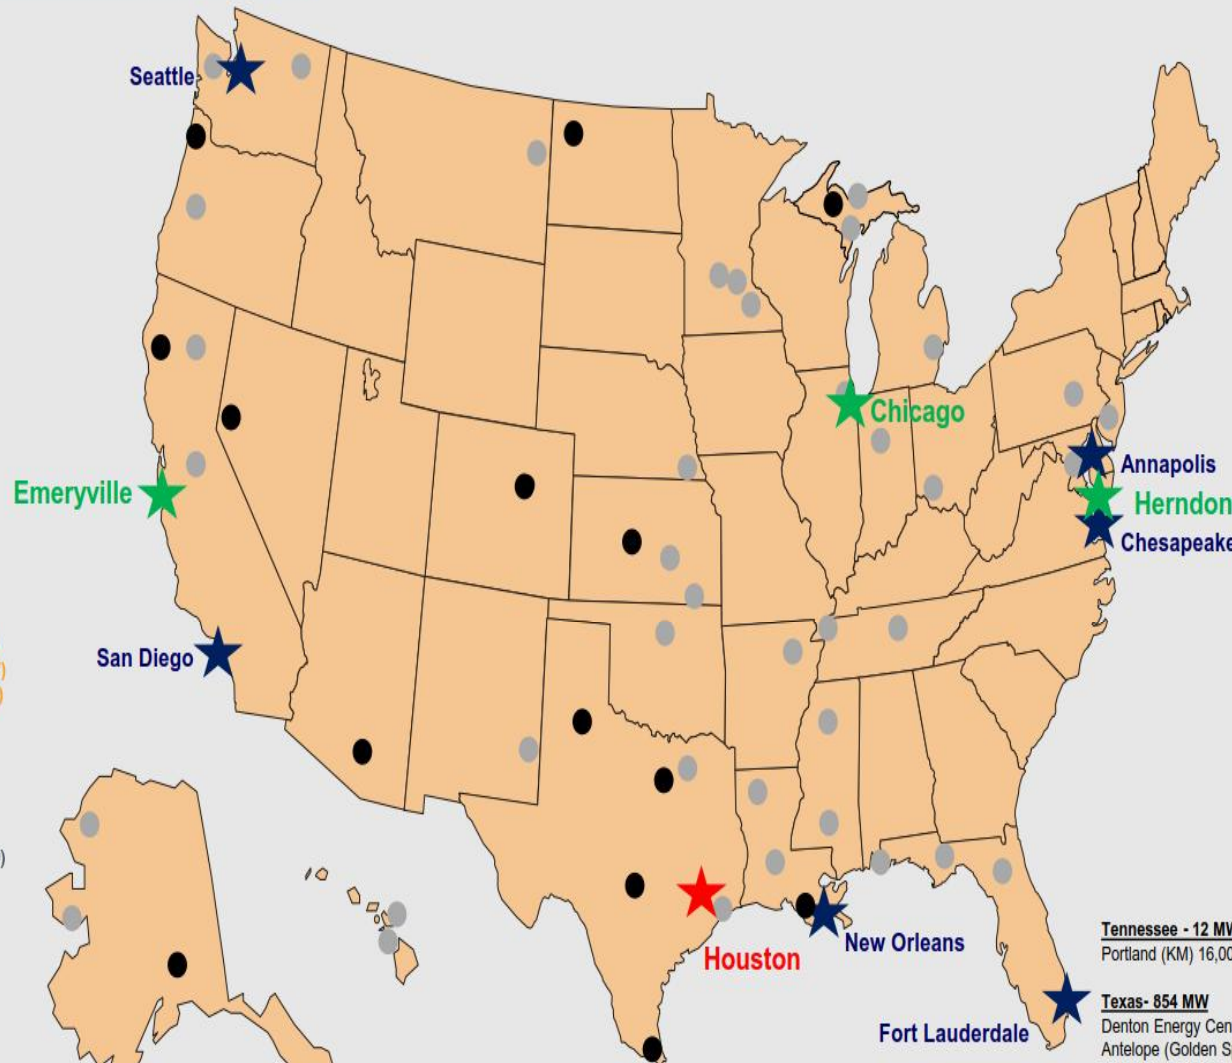 Seattle
Chicago
Annapolis
Emeryville
Herndon
Chesapeake
San Diego
)
)
)
New Orleans
Houston
Fort Lauderdale
Tennessee - 12 MW
Portland (KM) 16,00
Texas- 854 MW
Denton Energy Cen
Antelope (Golden S